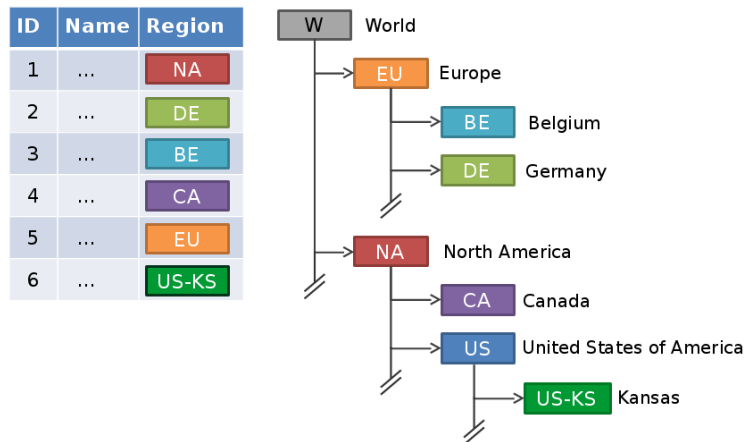 ID Name Region
1 ... NA
2 ... DE
3 ... BE
4 ... CA
5 ... EU
6 ... US-KS
W World
EU Europe
BE Belgium
DE Germany
NA North America
CA Canada
US United States of America
US-KS Kansas